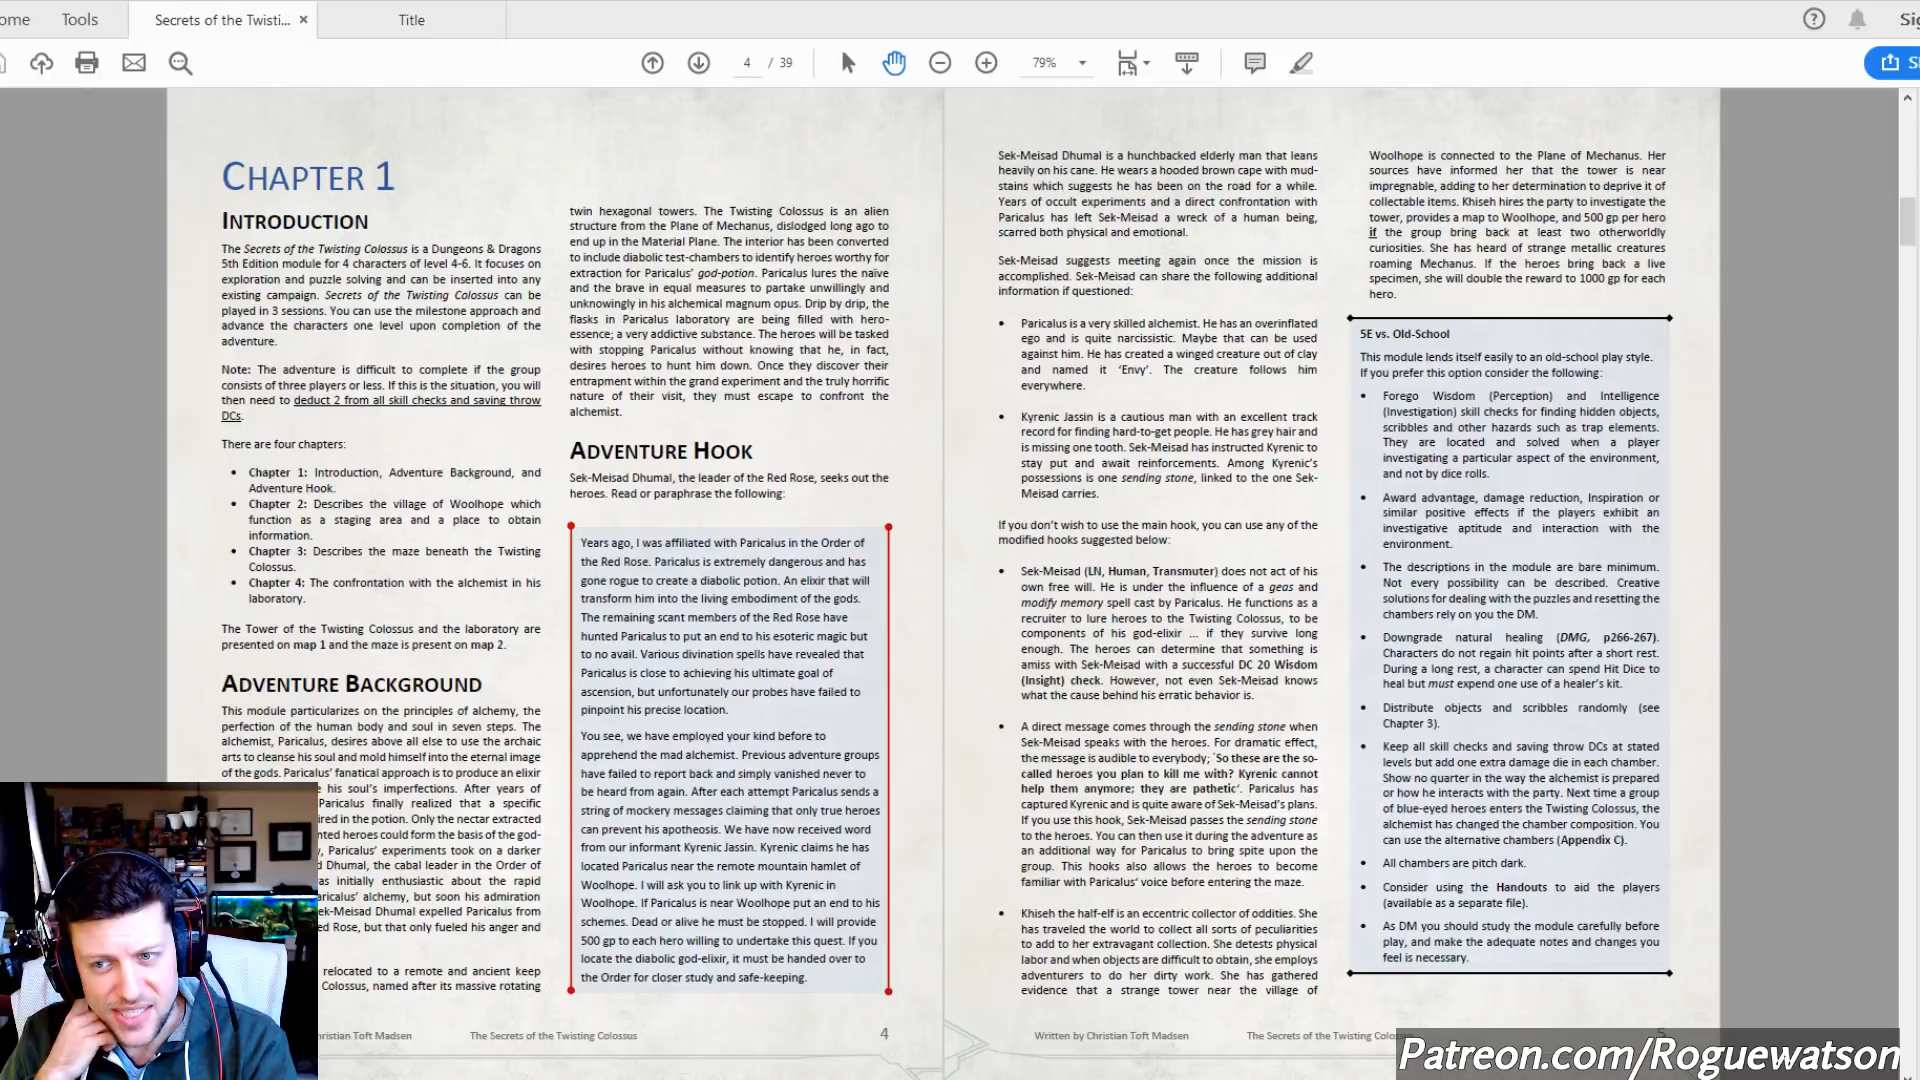 ome
Tools
Secrets of the Twisti... ×
Title
Sig
4 / 39
79%
CHAPTER 1
INTRODUCTION
The Secrets of the Twisting Colossus is a Dungeons & Dragons
5th Edition module for 4 characters of level 4-6. It focuses on
exploration and puzzle solving and can be inserted into any
existing campaign. Secrets of the Twisting Colossus can be
played in 3 sessions. You can use the milestone approach and
advance the characters one level upon completion of the
adventure.
Note: The adventure is difficult to complete if the group
consists of three players or less. If this is the situation, you will
then need to deduct 2 from all skill checks and saving throw
DCs.
There are four chapters:
• Chapter 1: Introduction, Adventure Background, and
Adventure Hook.
• Chapter 2: Describes the village of Woolhope which
function as a staging area and a place to obtain
information.
• Chapter 3: Describes the maze beneath the Twisting
Colossus.
• Chapter 4: The confrontation with the alchemist in his
laboratory.
The Tower of the Twisting Colossus and the laboratory are
presented on map 1 and the maze is present on map 2.
ADVENTURE BACKGROUND
This module particularizes on the principles of alchemy, the
perfection of the human body and soul in seven steps. The
alchemist, Paricalus, desires above all else to use the archaic
arts to cleanse his soul and mold himself into the eternal image
of the gods. Paricalus' fanatical approach is to produce an elixir
his soul's imperfections. After years of
Paricalus finally realized that a specific
ired in the potion. Only the nectar extracted
nted heroes could form the basis of the god-
, Paricalus' experiments took on a darker
d Dhumal, the cabal leader in the Order of
as initially enthusiastic about the rapid
aricalus' alchemy, but soon his admiration
ek-Meisad Dhumal expelled Paricalus from
ed Rose, but that only fueled his anger and
relocated to a remote and ancient keep
Colossus, named after its massive rotating
twin hexagonal towers. The Twisting Colossus is an alien
structure from the Plane of Mechanus, dislodged long ago to
end up in the Material Plane. The interior has been converted
to include diabolic test-chambers to identify heroes worthy for
extraction for Paricalus' god-potion. Paricalus lures the naïve
and the brave in equal measures to partake unwillingly and
unknowingly in his alchemical magnum opus. Drip by drip, the
flasks in Paricalus laboratory are being filled with hero-
essence; a very addictive substance. The heroes will be tasked
with stopping Paricalus without knowing that he, in fact,
desires heroes to hunt him down. Once they discover their
entrapment within the grand experiment and the truly horrific
nature of their visit, they must escape to confront the
alchemist.
ADVENTURE HOOK
Sek-Meisad Dhumal, the leader of the Red Rose, seeks out the
heroes. Read or paraphrase the following:
Years ago, I was affiliated with Paricalus in the Order of
the Red Rose. Paricalus is extremely dangerous and has
gone rogue to create a diabolic potion. An elixir that will
transform him into the living embodiment of the gods.
The remaining scant members of the Red Rose have
hunted Paricalus to put an end to his esoteric magic but
to no avail. Various divination spells have revealed that
Paricalus is close to achieving his ultimate goal of
ascension, but unfortunately our probes have failed to
pinpoint his precise location.
You see, we have employed your kind before to
apprehend the mad alchemist. Previous adventure groups
have failed to report back and simply vanished never to
be heard from again. After each attempt Paricalus sends a
string of mockery messages claiming that only true heroes
can prevent his apotheosis. We have now received word
from our informant Kyrenic Jassin. Kyrenic claims he has
located Paricalus near the remote mountain hamlet of
Woolhope. I will ask you to link up with Kyrenic in
Woolhope. If Paricalus is near Woolhope put an end to his
schemes. Dead or alive he must be stopped. I will provide
500 gp to each hero willing to undertake this quest. If you
locate the diabolic god-elixir, it must be handed over to
the Order for closer study and safe-keeping.
ristian Toft Madsen
The Secrets of the Twisting Colossus
4
Sek-Meisad Dhumal is a hunchbacked elderly man that leans
heavily on his cane. He wears a hooded brown cape with mud-
stains which suggests he has been on the road for a while.
Years of occult experiments and a direct confrontation with
Paricalus has left Sek-Meisad a wreck of a human being,
scarred both physical and emotional.
Sek-Meisad suggests meeting again once the mission is
accomplished. Sek-Meisad can share the following additional
information if questioned:
• Paricalus is a very skilled alchemist. He has an overinflated
ego and is quite narcissistic. Maybe that can be used
against him. He has created a winged creature out of clay
and named it 'Envy'. The creature follows him
everywhere.
• Kyrenic Jassin is a cautious man with an excellent track
record for finding hard-to-get people. He has grey hair and
is missing one tooth. Sek-Meisad has instructed Kyrenic to
stay put and await reinforcements. Among Kyrenic's
possessions is one sending stone, linked to the one Sek-
Meisad carries.
If you don't wish to use the main hook, you can use any of the
modified hooks suggested below:
• Sek-Meisad (LN, Human, Transmuter) does not act of his
own free will. He is under the influence of a geas and
modify memory spell cast by Paricalus. He functions as a
recruiter to lure heroes to the Twisting Colossus, to be
components of his god-elixir ... if they survive long
enough. The heroes can determine that something is
amiss with Sek-Meisad with a successful DC 20 Wisdom
(Insight) check. However, not even Sek-Meisad knows
what the cause behind his erratic behavior is.
• A direct message comes through the sending stone when
Sek-Meisad speaks with the heroes. For dramatic effect,
the message is audible to everybody; 'So these are the so-
called heroes you plan to kill me with? Kyrenic cannot
help them anymore; they are pathetic'. Paricalus has
captured Kyrenic and is quite aware of Sek-Meisad's plans.
If you use this hook, Sek-Meisad passes the sending stone
to the heroes. You can then use it during the adventure as
an additional way for Paricalus to bring spite upon the
group. This hooks also allows the heroes to become
familiar with Paricalus' voice before entering the maze.
• Khiseh the half-elf is an eccentric collector of oddities. She
has traveled the world to collect all sorts of peculiarities
to add to her extravagant collection. She detests physical
labor and when objects are difficult to obtain, she employs
adventurers to do her dirty work. She has gathered
evidence that a strange tower near the village of
Woolhope is connected to the Plane of Mechanus. Her
sources have informed her that the tower is near
impregnable, adding to her determination to deprive it of
collectable items. Khiseh hires the party to investigate the
tower, provides a map to Woolhope, and 500 gp per hero
if the group bring back at least two otherworldly
curiosities. She has heard of strange metallic creatures
roaming Mechanus. If the heroes bring back a live
specimen, she will double the reward to 1000 gp for each
hero.
5E vs. Old-School
This module lends itself easily to an old-school play style.
If you prefer this option consider the following:
• Forego Wisdom (Perception) and Intelligence
(Investigation) skill checks for finding hidden objects,
scribbles and other hazards such as trap elements.
They are located and solved when a player
investigating a particular aspect of the environment,
and not by dice rolls.
• Award advantage, damage reduction, Inspiration or
similar positive effects if the players exhibit an
investigative aptitude and interaction with the
environment.
• The descriptions in the module are bare minimum.
Not every possibility can be described. Creative
solutions for dealing with the puzzles and resetting the
chambers rely on you the DM.
• Downgrade natural healing (DMG, p266-267).
Characters do not regain hit points after a short rest.
During a long rest, a character can spend Hit Dice to
heal but must expend one use of a healer's kit.
• Distribute objects and scribbles randomly (see
Chapter 3).
• Keep all skill checks and saving throw DCs at stated
levels but add one extra damage die in each chamber.
Show no quarter in the way the alchemist is prepared
or how he interacts with the party. Next time a group
of blue-eyed heroes enters the Twisting Colossus, the
alchemist has changed the chamber composition. You
can use the alternative chambers (Appendix C).
• All chambers are pitch dark.
• Consider using the Handouts to aid the players
(available as a separate file).
• As DM you should study the module carefully before
play, and make the adequate notes and changes you
feel is necessary.
Written by Christian Toft Madsen
The Secrets of the Twisting Coloss
Patreon.com/Roguewatson